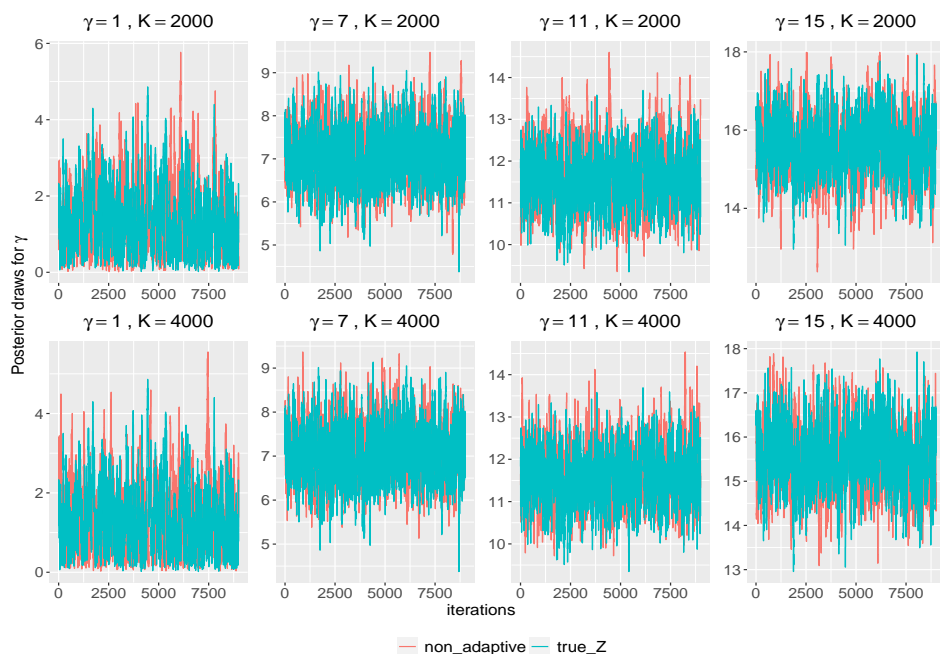 γ = 1 , K = 2000
γ = 7 , K = 2000
γ = 11 , K = 2000
γ = 15 , K = 2000
6
4
2
0
9
8
7
6
5
14
13
12
11
10
18
16
14
0 2500 5000 7500
0 2500 5000 7500
0 2500 5000 7500
0 2500 5000 7500
Posterior draws for γ
γ = 1 , K = 4000
γ = 7 , K = 4000
γ = 11 , K = 4000
γ = 15 , K = 4000
4
2
0
9
8
7
6
5
14
13
12
11
10
18
17
16
15
14
13
0 2500 5000 7500
0 2500 5000 7500
0 2500 5000 7500
0 2500 5000 7500
iterations
non_adaptive true_Z